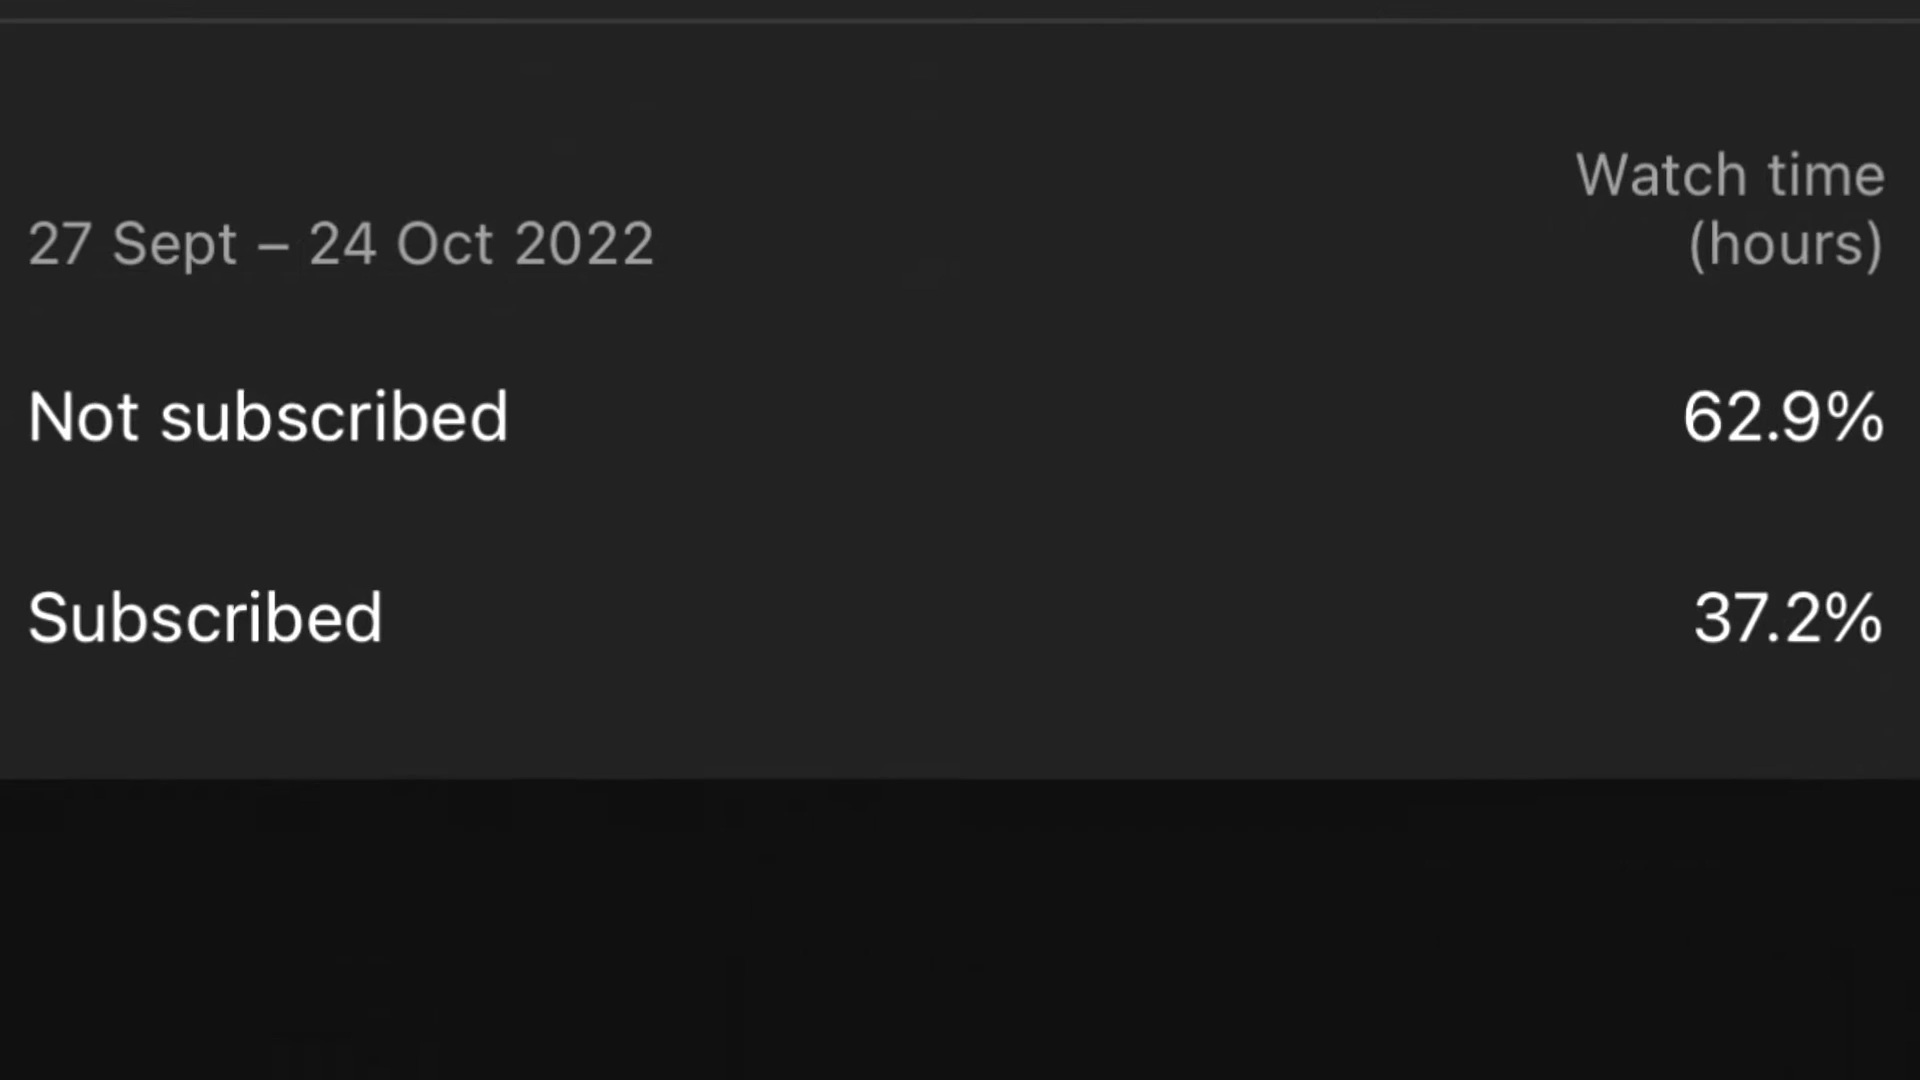 Watch time
27 Sept – 24 Oct 2022 (hours)
Not subscribed 62.9%
Subscribed 37.2%